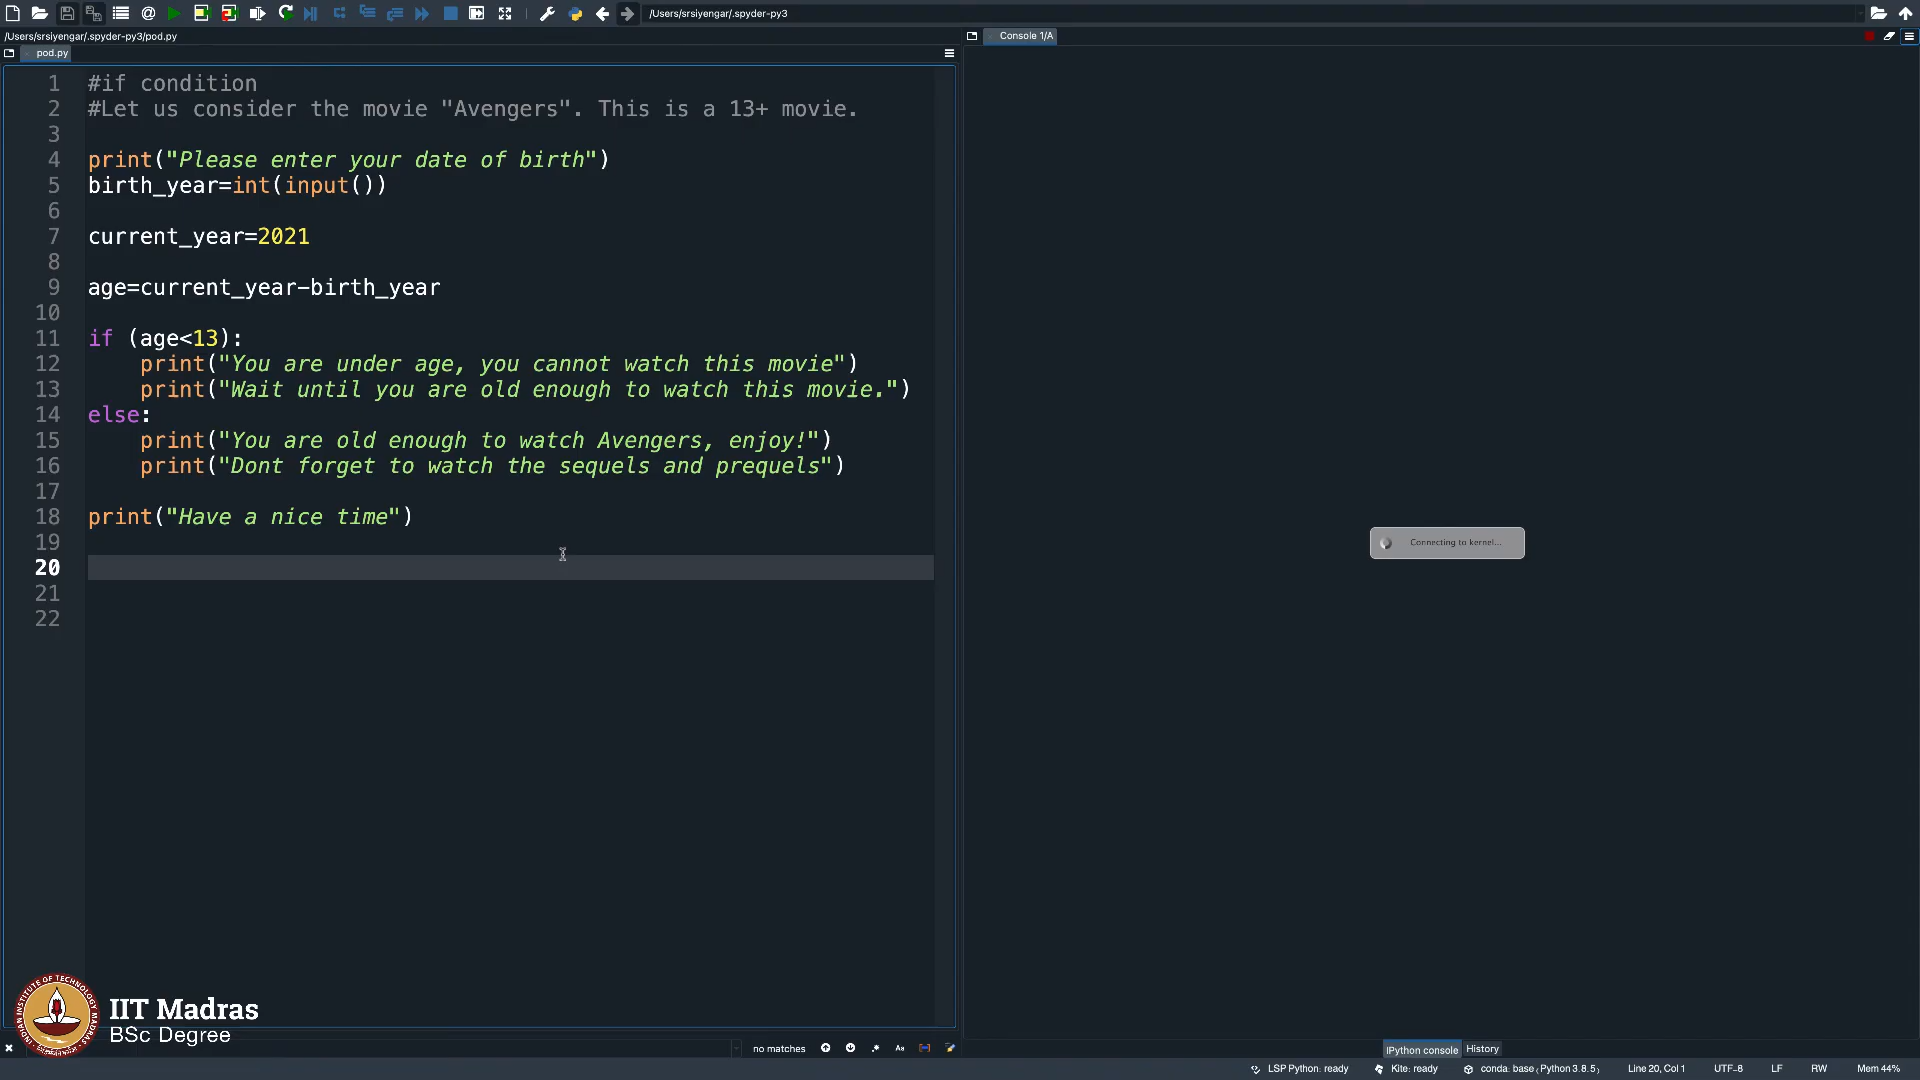 /Users/srsiyengar/.spyder-py3
/Users/srsiyengar/.spyder-py3/pod.py
Console 1/A
pod.py
1 #if condition
2 #Let us consider the movie "Avengers". This is a 13+ movie.
3
4 print("Please enter your date of birth")
5 birth_year=int(input())
6
7 current_year=2021
8
9 age=current_year-birth_year
10
11 if (age<13):
12     print("You are under age, you cannot watch this movie")
13     print("Wait until you are old enough to watch this movie.")
14 else:
15     print("You are old enough to watch Avengers, enjoy!")
16     print("Dont forget to watch the sequels and prequels")
17
18 print("Have a nice time")
19
20
21
22
Connecting to kernel...
INDIAN INSTITUTE OF TECHNOLOGY MADRAS
IIT Madras
BSc Degree
no matches
.*
Aa
IPython console
History
LSP Python: ready
Kite: ready
conda: base (Python 3.8.5)
Line 20, Col 1
UTF-8
LF
RW
Mem 44%